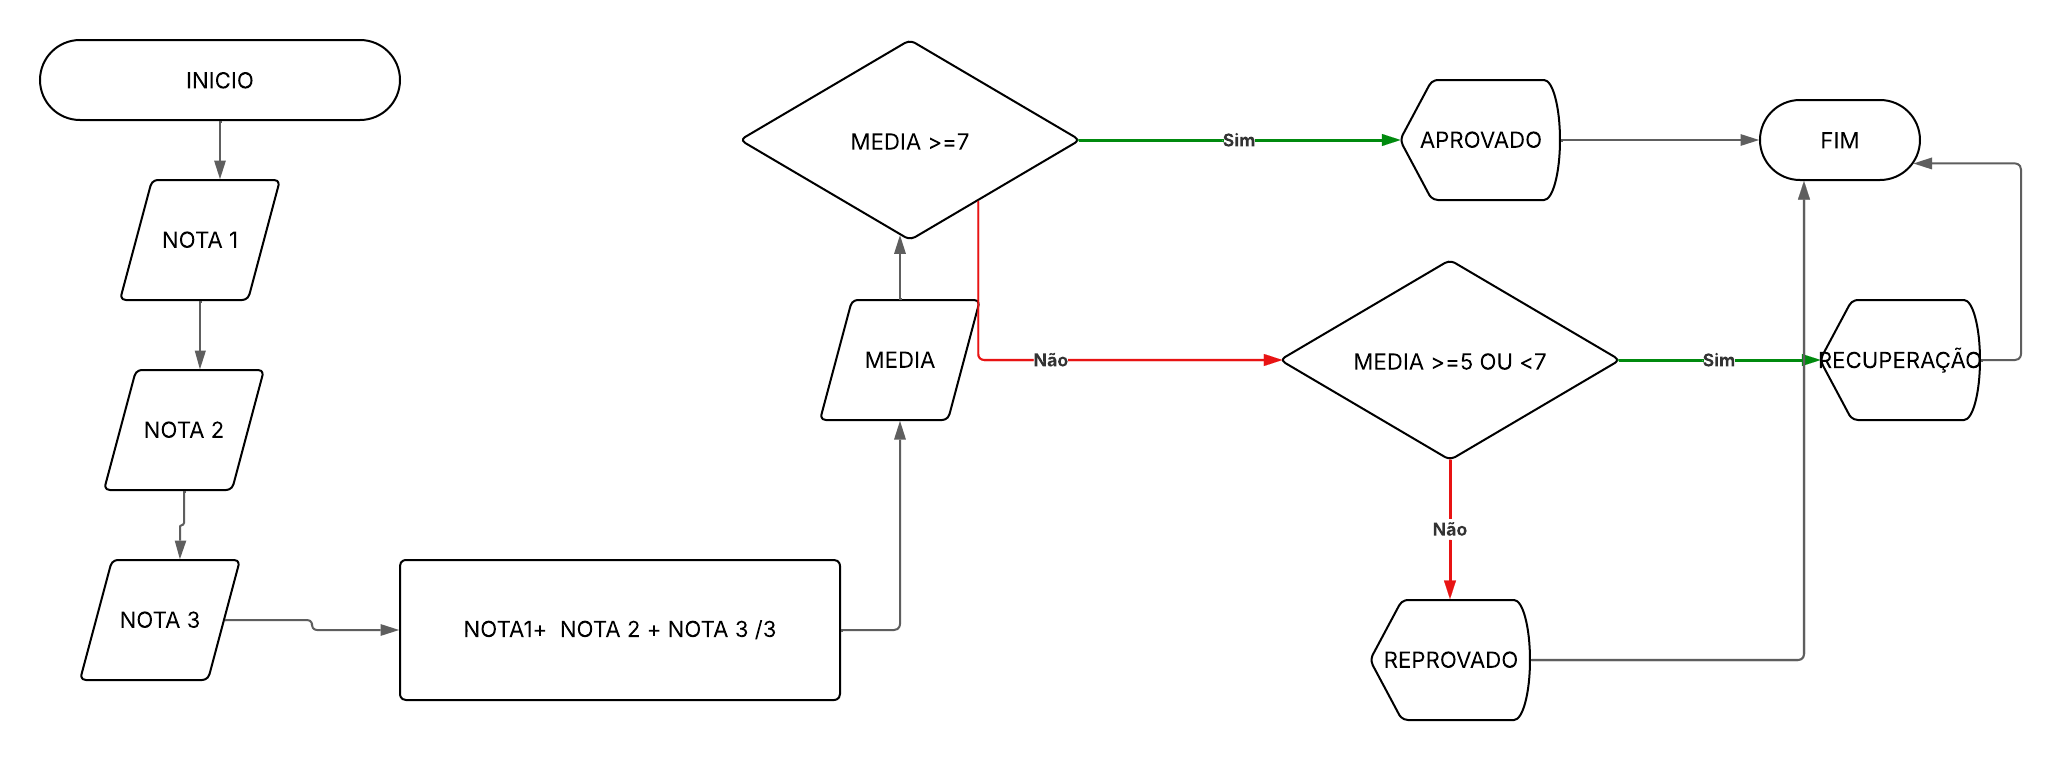 INICIO
NOTA 1
NOTA 2
NOTA 3
NOTA1+  NOTA 2 + NOTA 3 /3
MEDIA
MEDIA >=7
Sim
APROVADO
FIM
Não
MEDIA >=5 OU <7
Sim
RECUPERAÇÃO
Não
REPROVADO